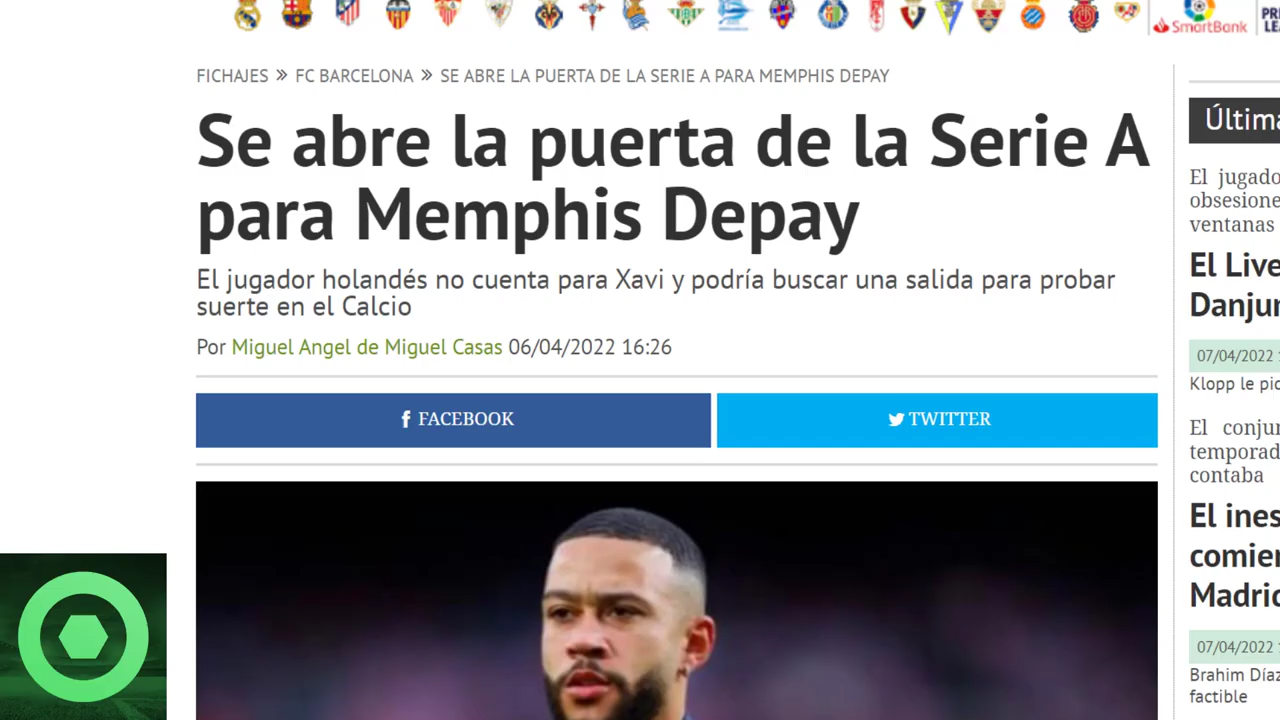 SmartBank
FICHAJES » FC BARCELONA » SE ABRE LA PUERTA DE LA SERIE A PARA MEMPHIS DEPAY
Se abre la puerta de la Serie A
para Memphis Depay
El jugador holandés no cuenta para Xavi y podría buscar una salida para probar
suerte en el Calcio
Por Miguel Angel de Miguel Casas 06/04/2022 16:26
FACEBOOK
TWITTER
El jugado
obsesione
ventanas
El Live
Danjur
07/04/2022
Klopp le
El conjun
temporad
contaba
El ines
comien
Madrid
07/04/2022
Brahim Díaz
factible